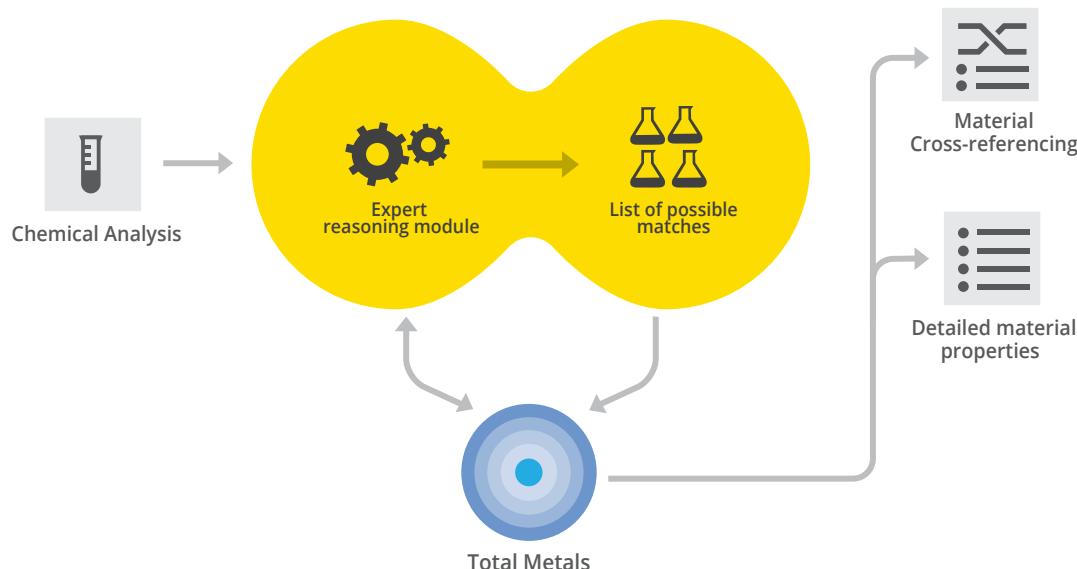 Chemical Analysis
Expert
reasoning module
List of possible
matches
Material
Cross-referencing
Detailed material
properties
Total Metals